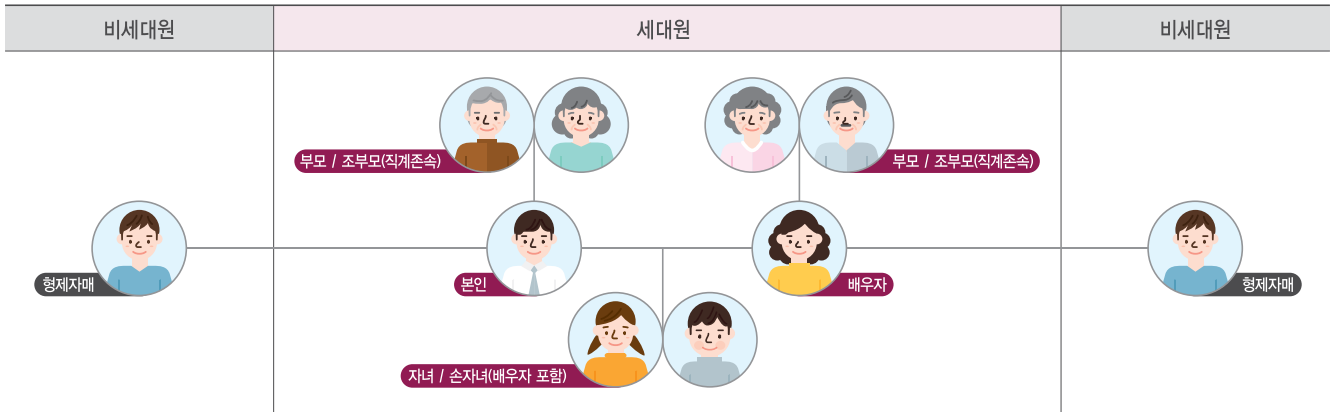 비세대원
세대원
비세대원
부모 / 조부모(직계존속)
부모 / 조부모(직계존속)
형제자매
본인
배우자
형제자매
자녀 / 손자녀(배우자 포함)